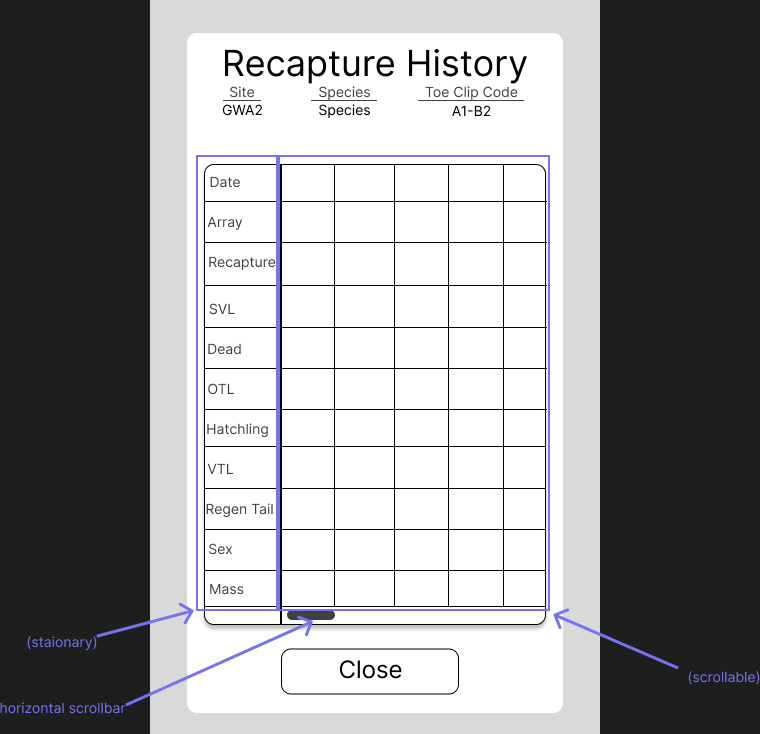 Recapture History
Site Species Toe Clip Code
GWA2 Species A1-B2
Date
Array
Recapture
SVL
Dead
OTL
Hatchling
VTL
Regen Tail
Sex
Mass
(staionary)
(scrollable)
horizontal scrollbar
Close